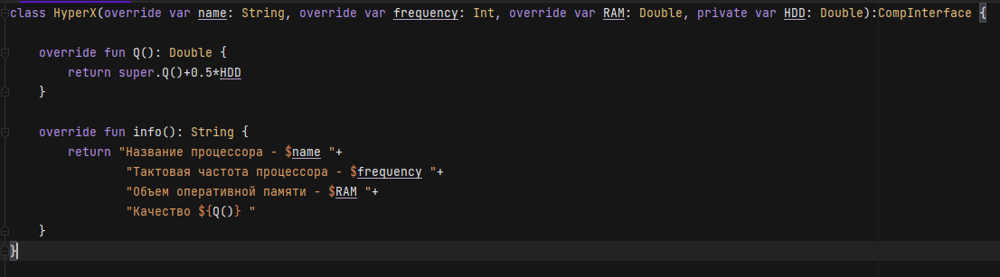 class HyperX(override var name: String, override var frequency: Int, override var RAM: Double, private var HDD: Double):CompInterface {
override fun Q(): Double {
return super.Q()+0.5*HDD
}
override fun info(): String {
return "Название процессора - $name "+
"Тактовая частота процессора - $frequency "+
"Объем оперативной памяти - $RAM "+
"Качество ${Q()} "
}
}